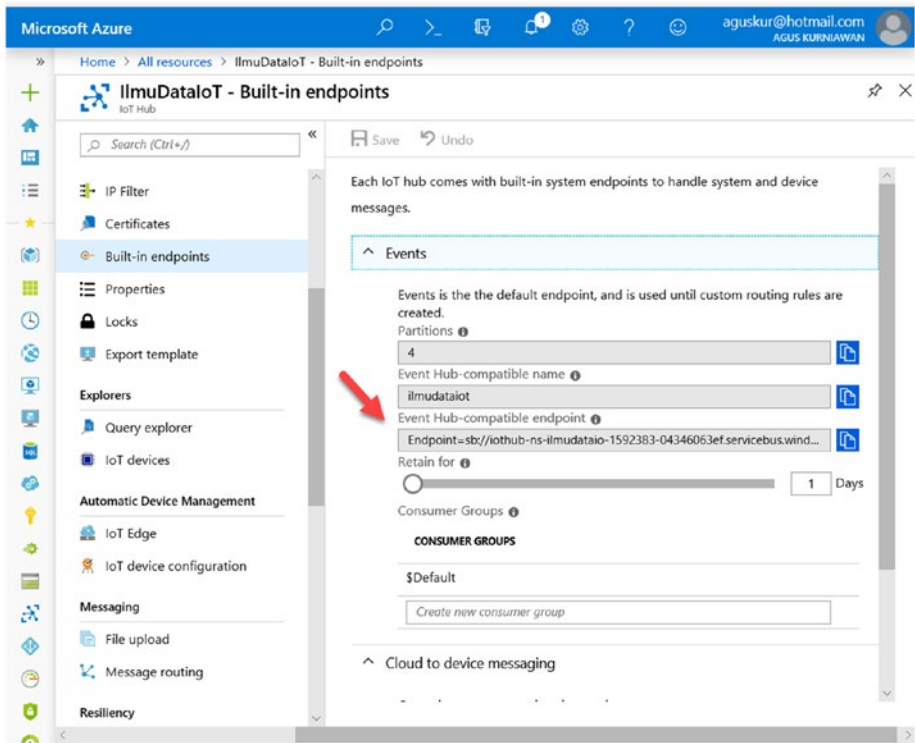 Microsoft Azure
1
aguskur@hotmail.com
AGUS KURNIAWAN
Home > All resources > IlmuDataIoT - Built-in endpoints
IlmuDataIoT - Built-in endpoints
IoT Hub
Search (Ctrl+/)
IP Filter
Certificates
Built-in endpoints
Properties
Locks
Export template
Explorers
Query explorer
IoT devices
Automatic Device Management
IoT Edge
IoT device configuration
Messaging
File upload
Message routing
Resiliency
Save Undo
Each IoT hub comes with built-in system endpoints to handle system and device
messages.
Events
Events is the the default endpoint, and is used until custom routing rules are
created.
Partitions
4
Event Hub-compatible name
ilmudataiot
Event Hub-compatible endpoint
Endpoint=sb://iothub-ns-ilmudataio-1592383-04346063ef.servicebus.wind...
Retain for
1 Days
Consumer Groups
CONSUMER GROUPS
$Default
Create new consumer group
Cloud to device messaging